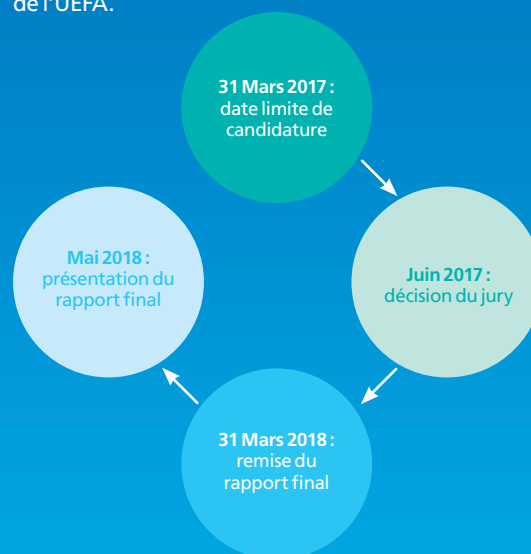 de l'UEFA.
31 Mars 2017 :
date limite de
candidature
Juin 2017 :
décision du jury
31 Mars 2018 :
remise du
rapport final
Mai 2018 :
présentation du
rapport final